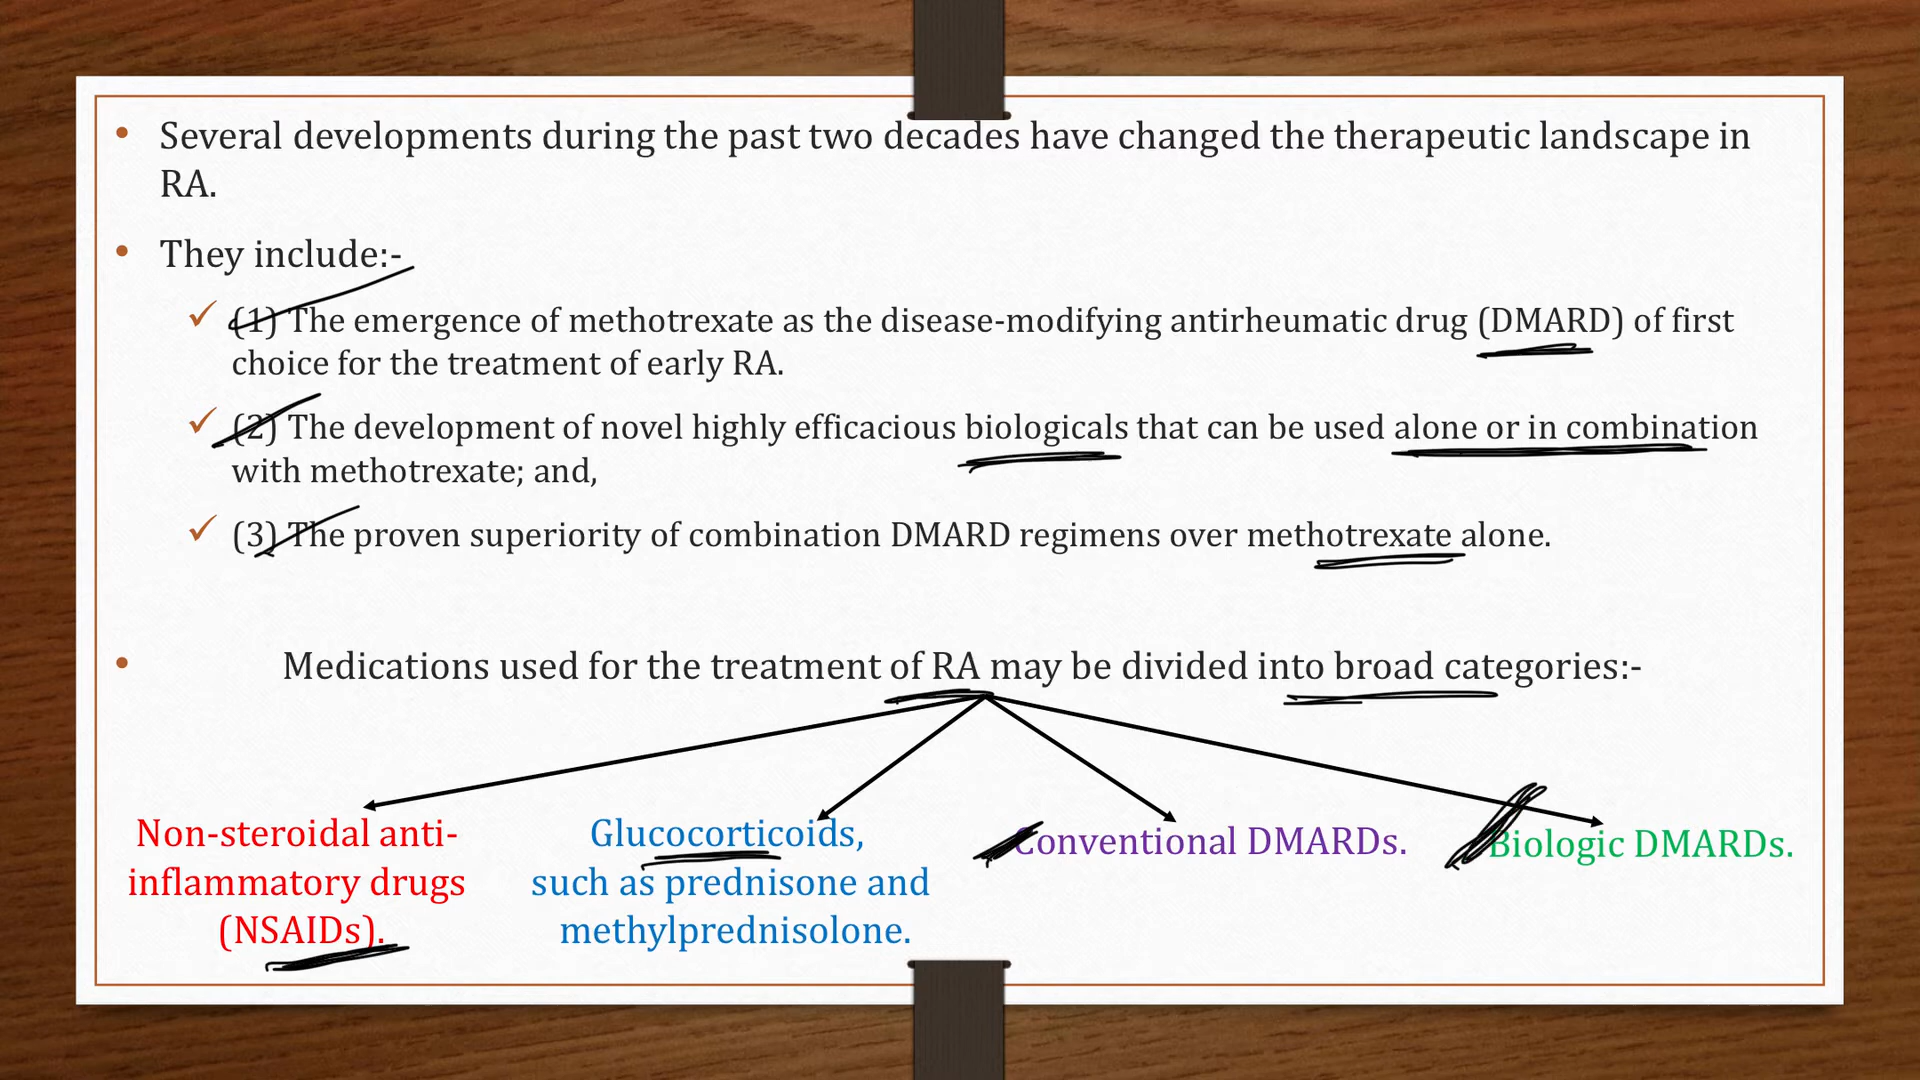 • Several developments during the past two decades have changed the therapeutic landscape in
RA.
• They include:-
✓ (1) The emergence of methotrexate as the disease-modifying antirheumatic drug (DMARD) of first
choice for the treatment of early RA.
✓ (2) The development of novel highly efficacious biologicals that can be used alone or in combination
with methotrexate; and,
✓ (3) The proven superiority of combination DMARD regimens over methotrexate alone.
• Medications used for the treatment of RA may be divided into broad categories:-
Non-steroidal anti-
inflammatory drugs
(NSAIDs).
Glucocorticoids,
such as prednisone and
methylprednisolone.
Conventional DMARDs.
Biologic DMARDs.